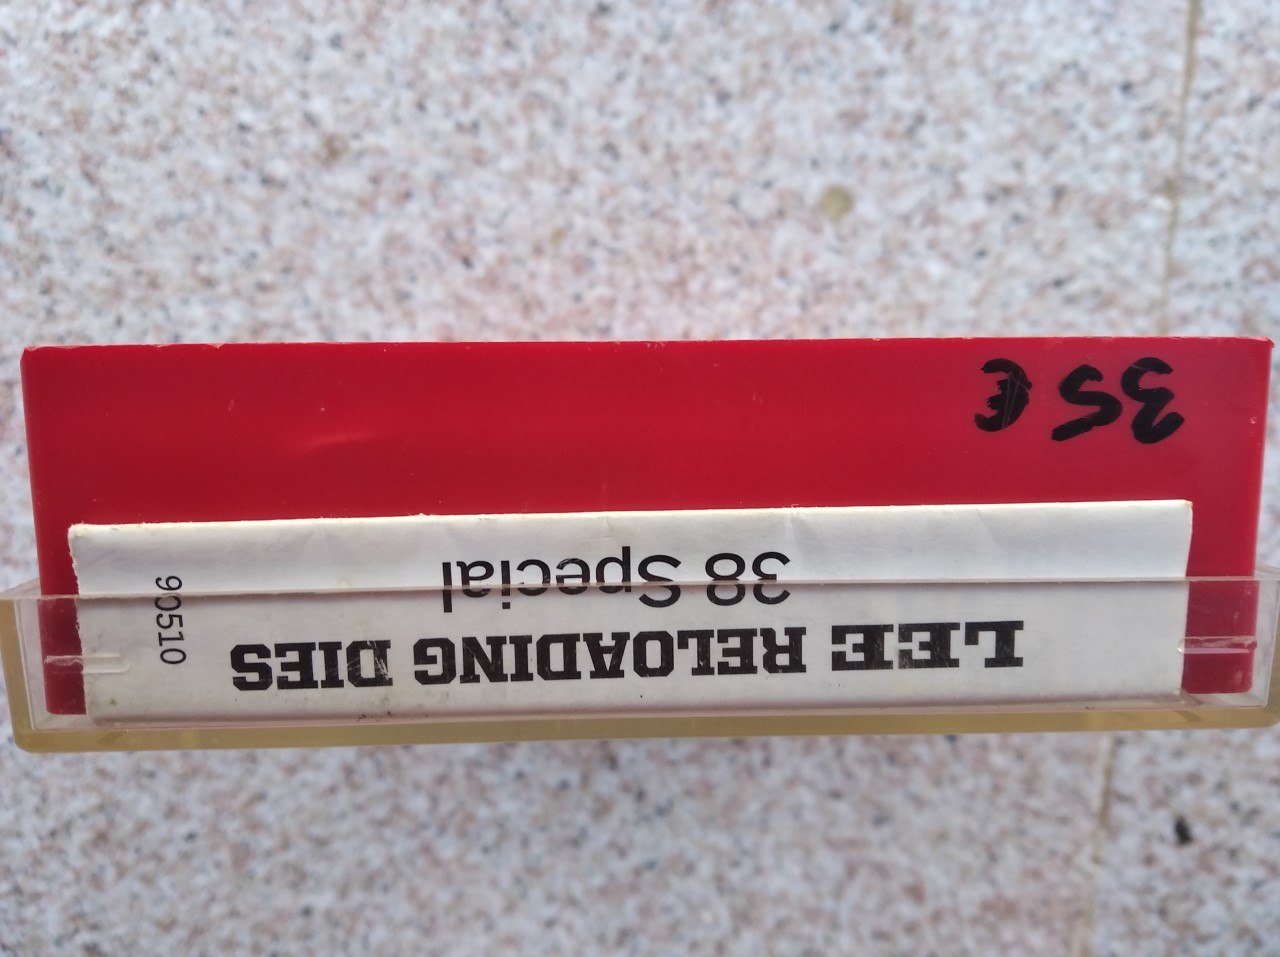 LEE RELOADING DIES
38 Special
90510
35 €